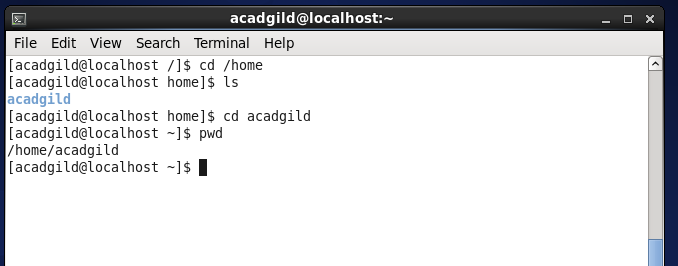 acadgild@localhost:~
File Edit View Search Terminal Help
[acadgild@localhost /]$ cd /home
[acadgild@localhost home]$ ls
acadgild
[acadgild@localhost home]$ cd acadgild
[acadgild@localhost ~]$ pwd
/home/acadgild
[acadgild@localhost ~]$